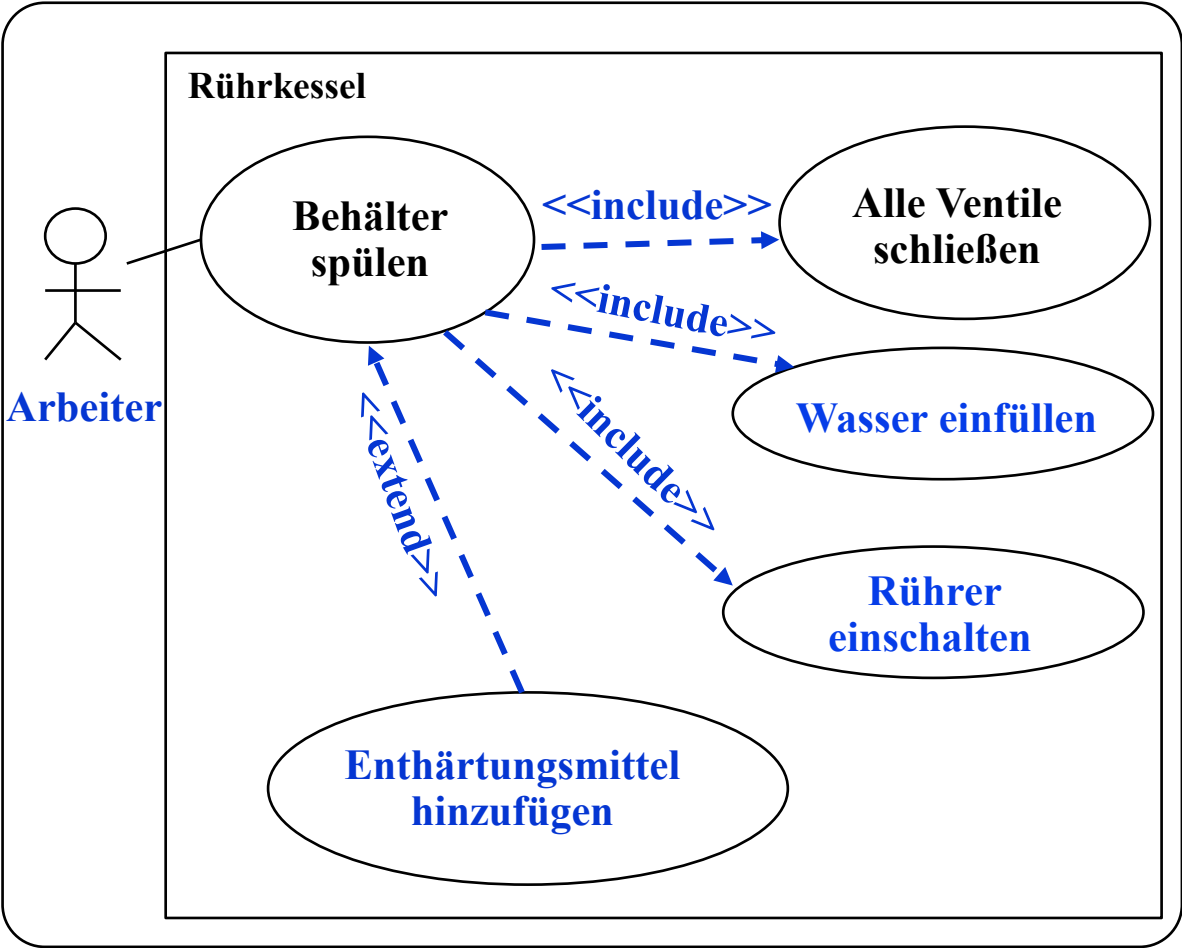 Rührkessel
Behälter
spülen
<<include>>
Alle Ventile
schließen
<<include>>
Wasser einfüllen
<<include>>
Rührer
einschalten
<<extend>>
Arbeiter
Enthärtungsmittel
hinzufügen